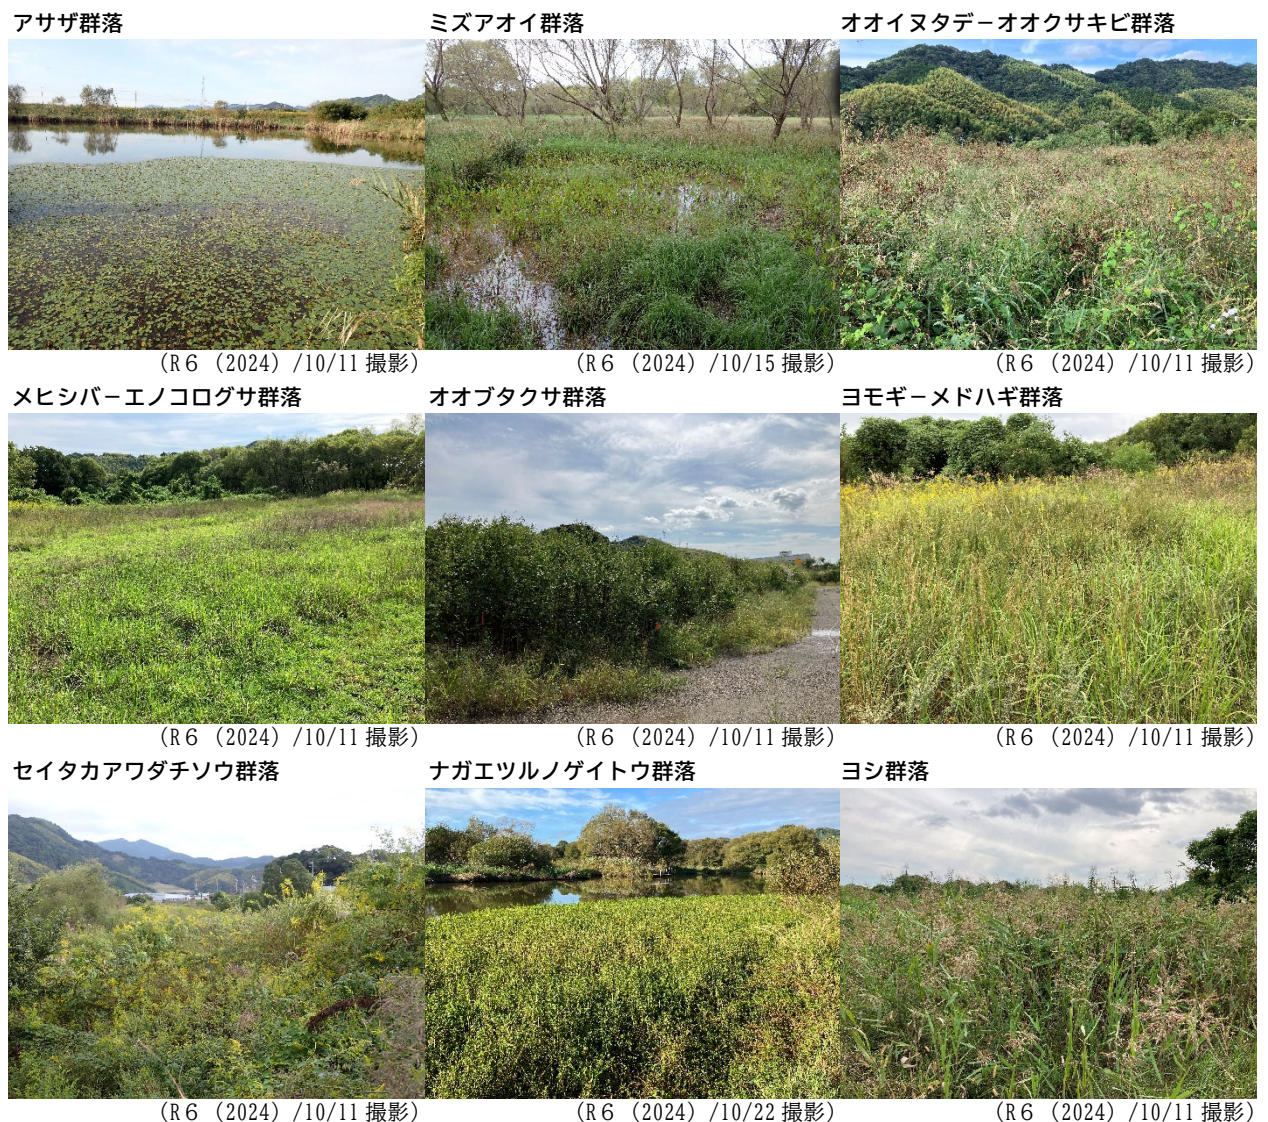 アサザ群落
ミズアオイ群落
オオイヌタデ－オオクサキビ群落
（R６（2024）/10/11 撮影）
（R６（2024）/10/15 撮影）
（R６（2024）/10/11 撮影）
メヒシバ－エノコログサ群落
オオブタクサ群落
ヨモギ－メドハギ群落
（R６（2024）/10/11 撮影）
（R６（2024）/10/11 撮影）
（R６（2024）/10/11 撮影）
セイタカアワダチソウ群落
ナガエツルノゲイトウ群落
ヨシ群落
（R６（2024）/10/11 撮影）
（R６（2024）/10/22 撮影）
（R６（2024）/10/11 撮影）